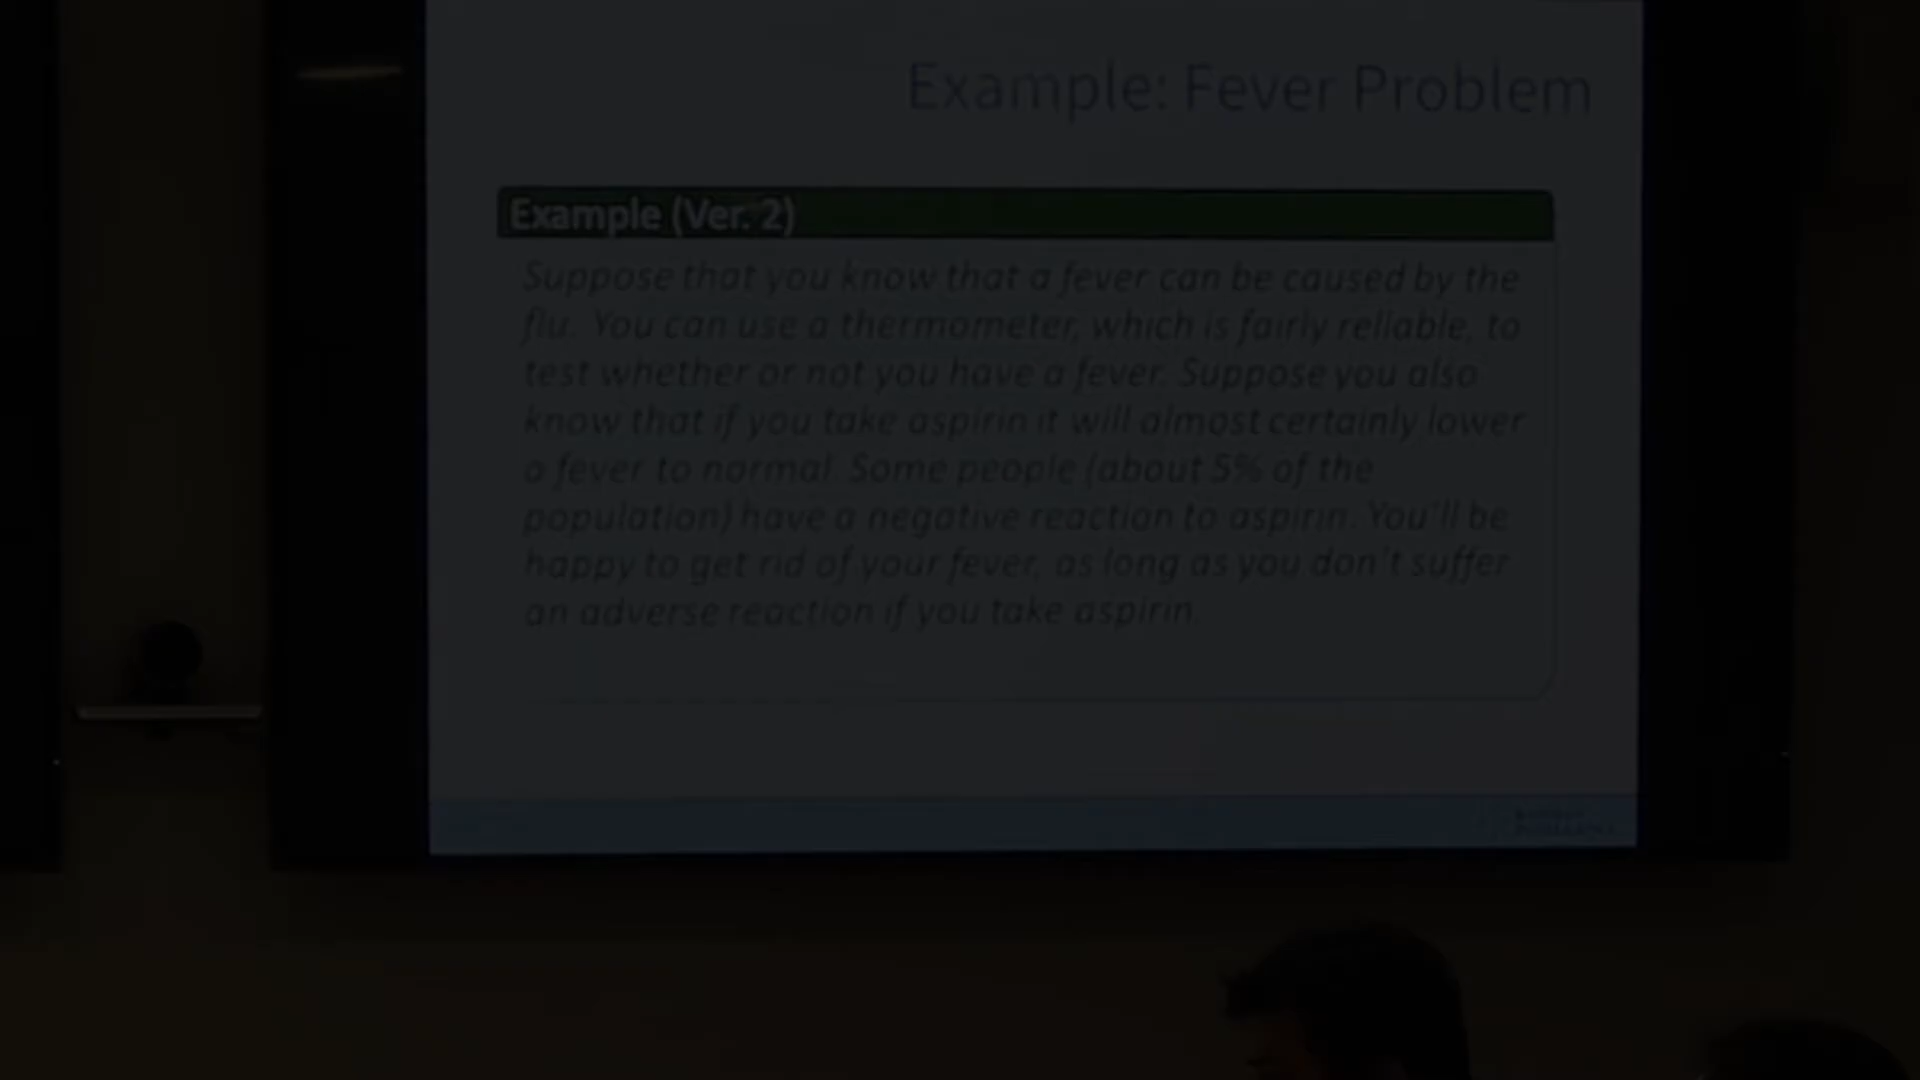 Example: Fever Problem
Example (Ver. 2)
Suppose that you know that a fever can be caused by the
flu. You can use a thermometer, which is fairly reliable, to
test whether or not you have a fever. Suppose you also
know that if you take aspirin it will almost certainly lower
a fever to normal. Some people (about 5% of the
population) have a negative reaction to aspirin. You'll be
happy to get rid of your fever, as long as you don't suffer
an adverse reaction if you take aspirin.